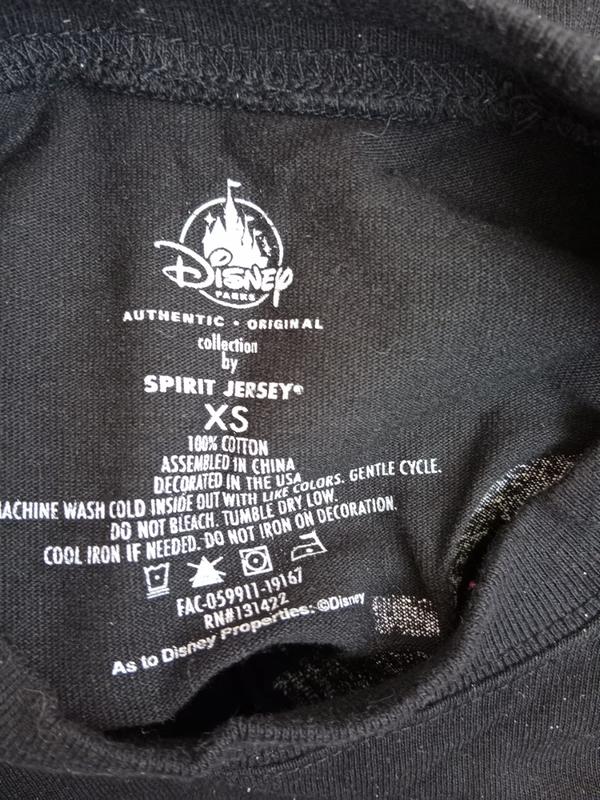 DISNEY
PARKS
AUTHENTIC • ORIGINAL
collection
by
SPIRIT JERSEY®
XS
100% COTTON
ASSEMBLED IN CHINA
DECORATED IN THE USA
MACHINE WASH COLD INSIDE OUT WITH LIKE COLORS. GENTLE CYCLE.
DO NOT BLEACH. TUMBLE DRY LOW.
COOL IRON IF NEEDED. DO NOT IRON ON DECORATION.
FAC-059911-19167
RN#131422
As to Disney Properties: ©Disney